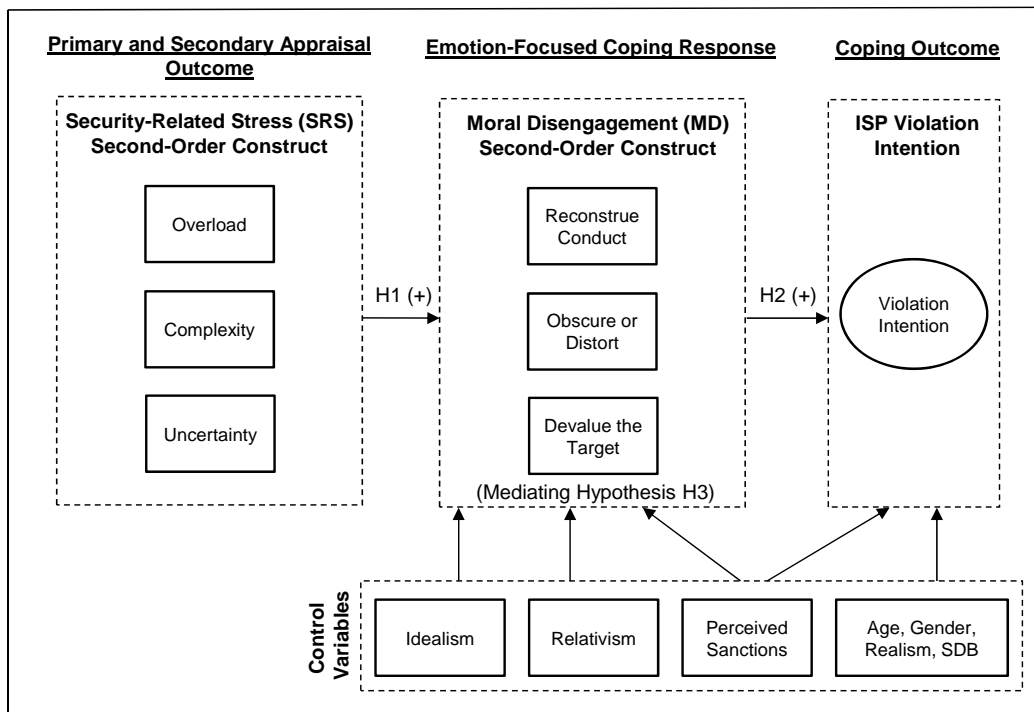 Primary and Secondary Appraisal
Outcome
Emotion-Focused Coping Response
Coping Outcome
Security-Related Stress (SRS)
Second-Order Construct
Overload
Complexity
Uncertainty
H1 (+)
Moral Disengagement (MD)
Second-Order Construct
Reconstrue
Conduct
Obscure or
Distort
Devalue the
Target
(Mediating Hypothesis H3)
H2 (+)
ISP Violation
Intention
Violation
Intention
Control
Variables
Idealism
Relativism
Perceived
Sanctions
Age, Gender,
Realism, SDB